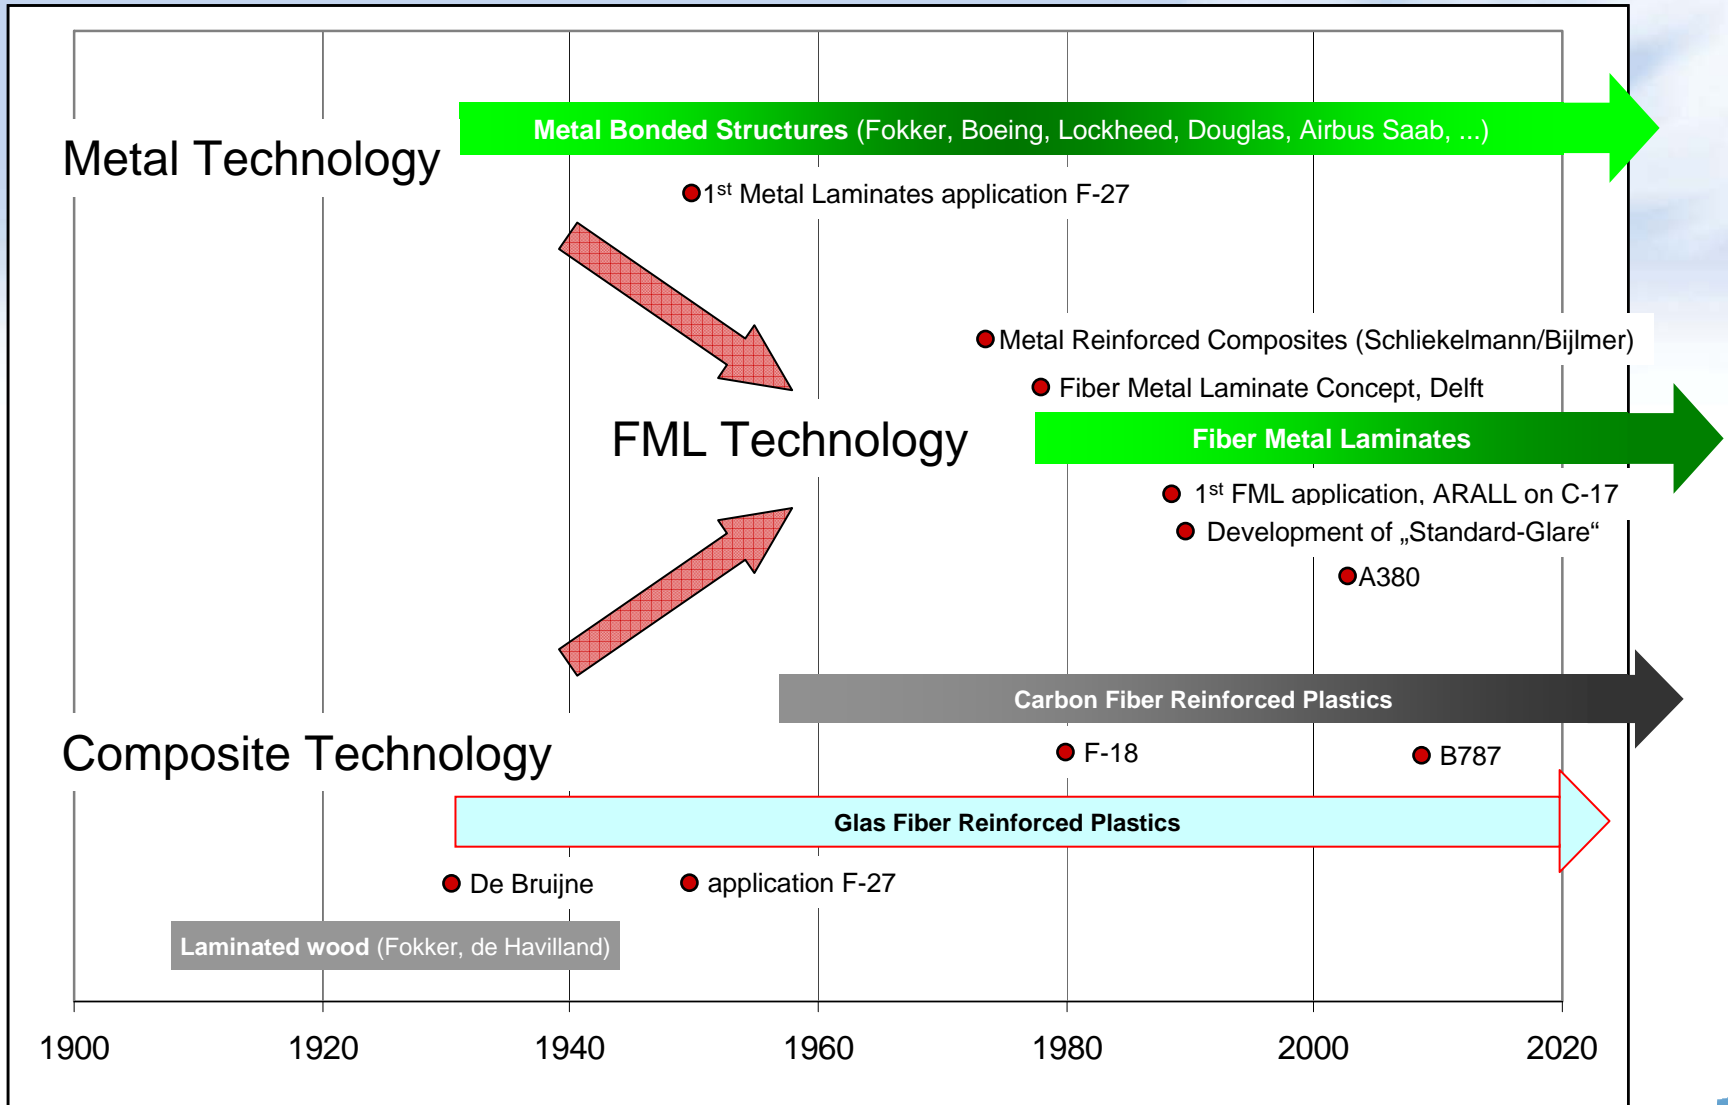 Metal Bonded Structures (Fokker, Boeing, Lockheed, Douglas, Airbus Saab, ...)
Metal Technology
1st Metal Laminates application F-27
Metal Reinforced Composites (Schliekelmann/Bijlmer)
Fiber Metal Laminate Concept, Delft
FML Technology
Fiber Metal Laminates
1st FML application, ARALL on C-17
Development of „Standard-Glare“
A380
Carbon Fiber Reinforced Plastics
Composite Technology
F-18
B787
Glas Fiber Reinforced Plastics
De Bruijne
application F-27
Laminated wood (Fokker, de Havilland)
1900 1920 1940 1960 1980 2000 2020